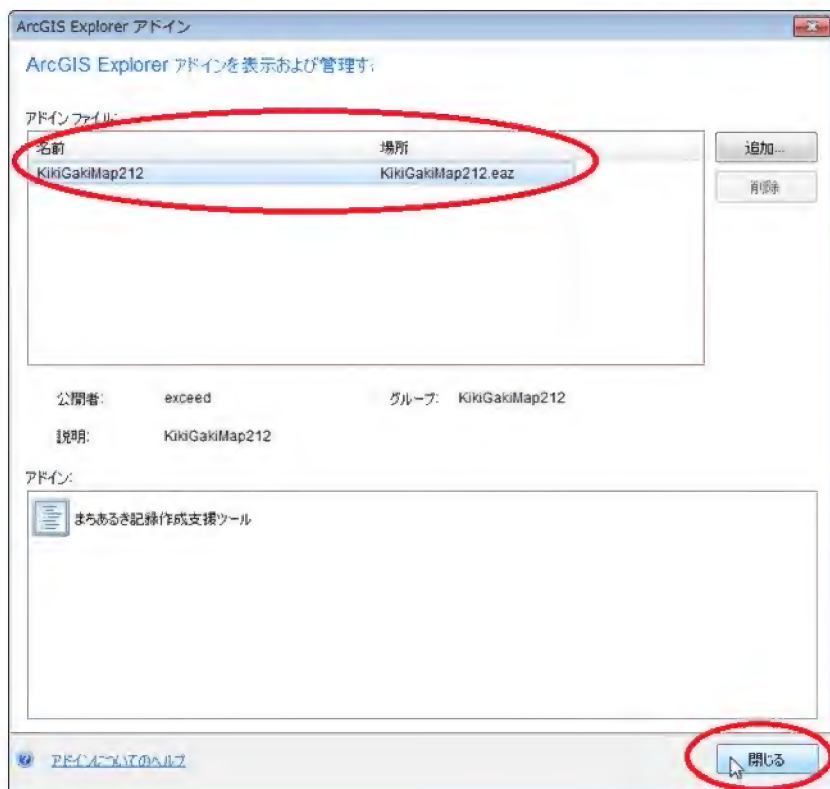 ArcGIS Explorer アドイン
ArcGIS Explorer アドインを表示および管理す.
アドイン ファイル:
名前 場所
KikiGakiMap212 KikiGakiMap212.eaz
追加...
削除
公開者: exceed グループ: KikiGakiMap212
説明: KikiGakiMap212
アドイン:
まちあるき記録作成支援ツール
アドインについてのヘルプ
閉じる